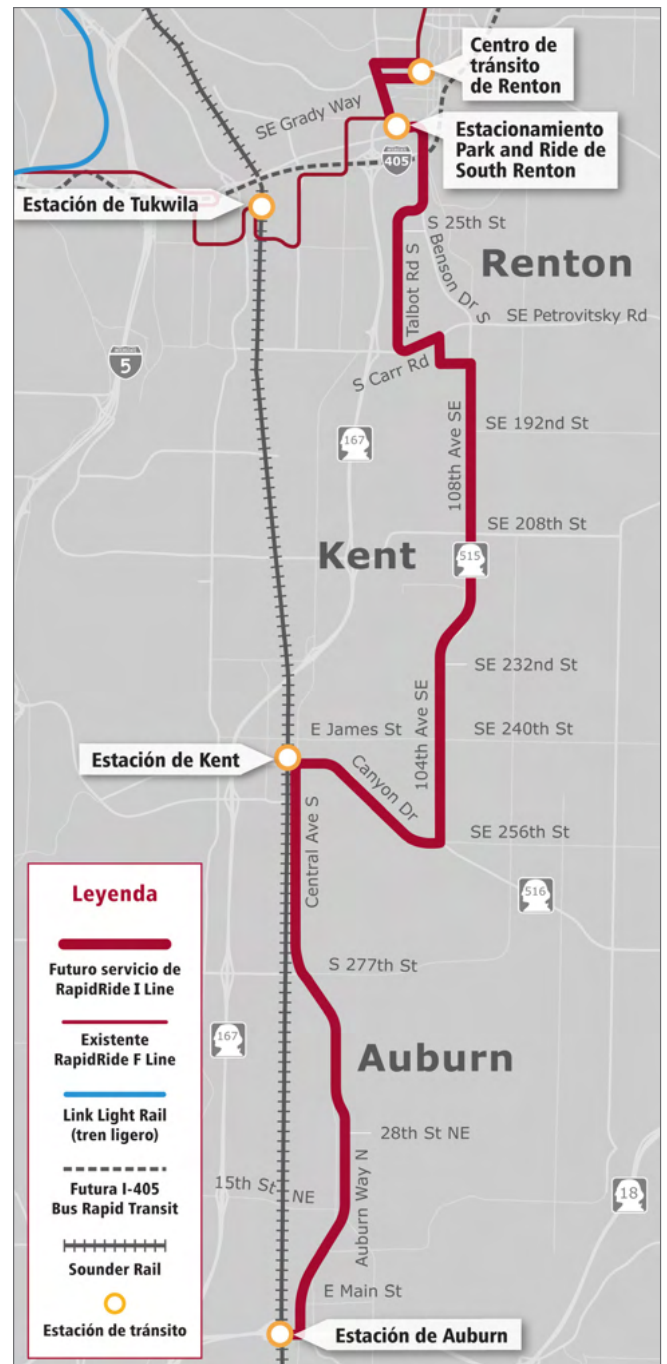 Centro de
tránsito
de Renton
SE Grady Way
Estacionamiento
Park and Ride de
South Renton
405
Estación de Tukwila
S 25th St
Benson Dr S
Renton
Talbot Rd S
SE Petrovitsky Rd
S Carr Rd
5
167
108th Ave SE
SE 192nd St
SE 208th St
Kent
515
SE 232nd St
104th Ave SE
E James St
SE 240th St
Estación de Kent
Canyon Dr
SE 256th St
Central Ave S
516
S 277th St
167
Auburn
28th St NE
15th St NE
Auburn Way N
18
E Main St
Estación de Auburn
Leyenda
Futuro servicio de
RapidRide I Line
Existente
RapidRide F Line
Link Light Rail
(tren ligero)
Futura I-405
Bus Rapid Transit
Sounder Rail
Estación de tránsito